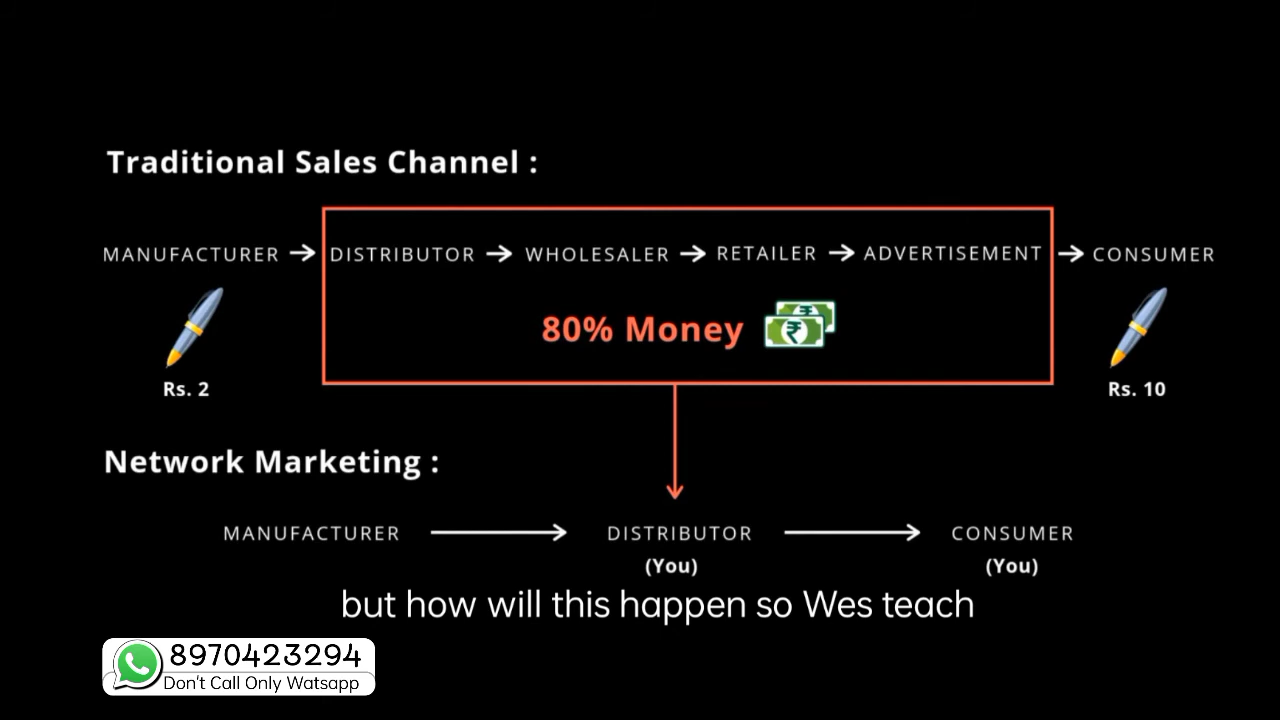 Traditional Sales Channel :
MANUFACTURER → DISTRIBUTOR → WHOLESALER → RETAILER → ADVERTISEMENT → CONSUMER
80% Money
Rs. 2
Rs. 10
Network Marketing :
MANUFACTURER → DISTRIBUTOR → CONSUMER
(You) (You)
but how will this happen so Wes teach
8970423294
Don't Call Only Watsapp